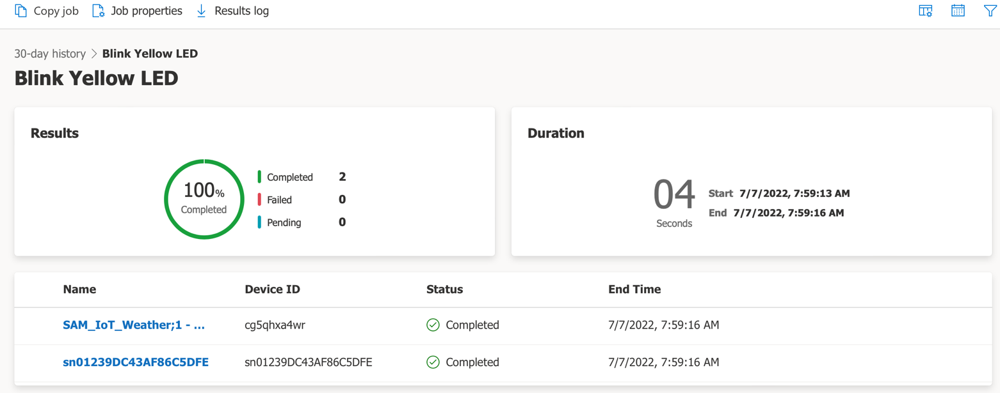 Copy job Job properties Results log
30-day history > Blink Yellow LED
Blink Yellow LED
Results
100%
Completed
Completed 2
Failed 0
Pending 0
Duration
04
Seconds
Start 7/7/2022, 7:59:13 AM
End 7/7/2022, 7:59:16 AM
Name Device ID Status End Time
SAM_IoT_Weather;1 - ... cg5qhxa4wr Completed 7/7/2022, 7:59:16 AM
sn01239DC43AF86C5DFE sn01239DC43AF86C5DFE Completed 7/7/2022, 7:59:16 AM